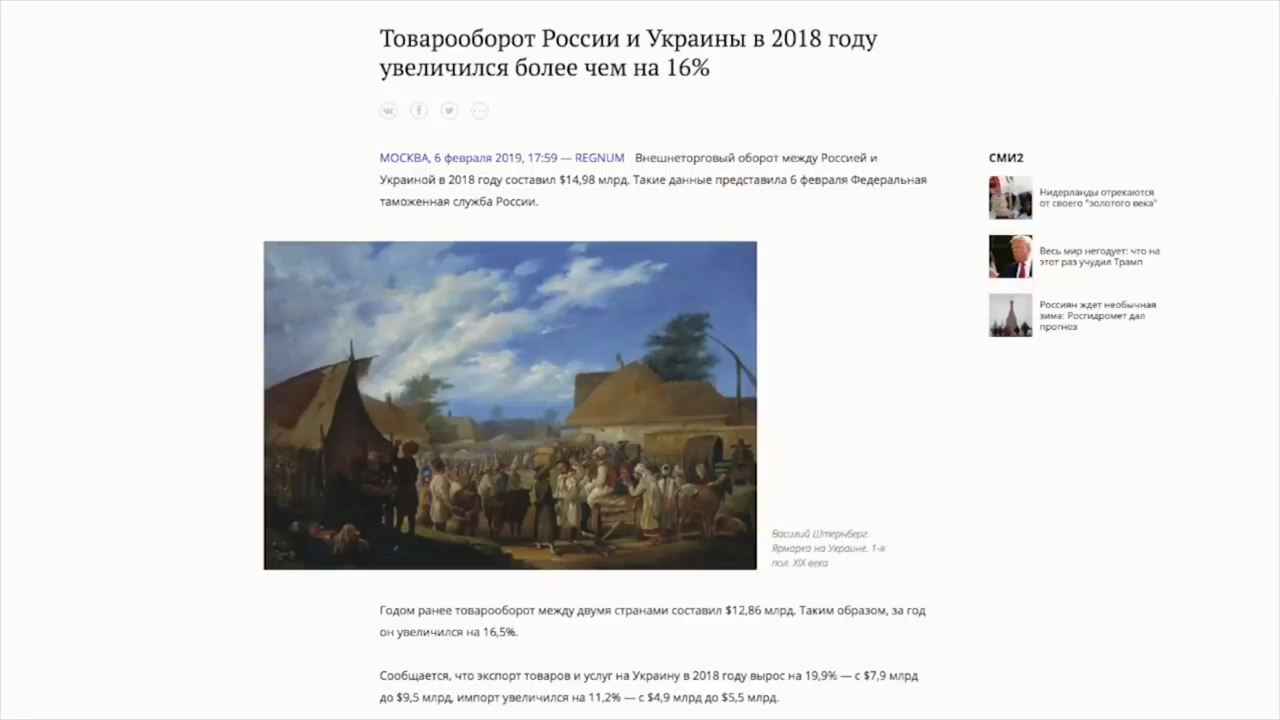 Товарооборот России и Украины в 2018 году
увеличился более чем на 16%
МОСКВА, 6 февраля 2019, 17:59 — REGNUM Внешнеторговый оборот между Россией и
Украиной в 2018 году составил $14,98 млрд. Такие данные представила 6 февраля Федеральная
таможенная служба России.
СМИ2
Нидерланды отрекаются
от своего "золотого века"
Весь мир негодует: что на
этот раз учудил Трамп
Россиян ждет необычная
зима: Росгидромет дал
прогноз
Василий Штернберг.
Ярмарка на Украине. 1-я
пол. XIX века
Годом ранее товарооборот между двумя странами составил $12,86 млрд. Таким образом, за год
он увеличился на 16,5%.
Сообщается, что экспорт товаров и услуг на Украину в 2018 году вырос на 19,9% — с $7,9 млрд
до $9,5 млрд, импорт увеличился на 11,2% — с $4,9 млрд до $5,5 млрд.